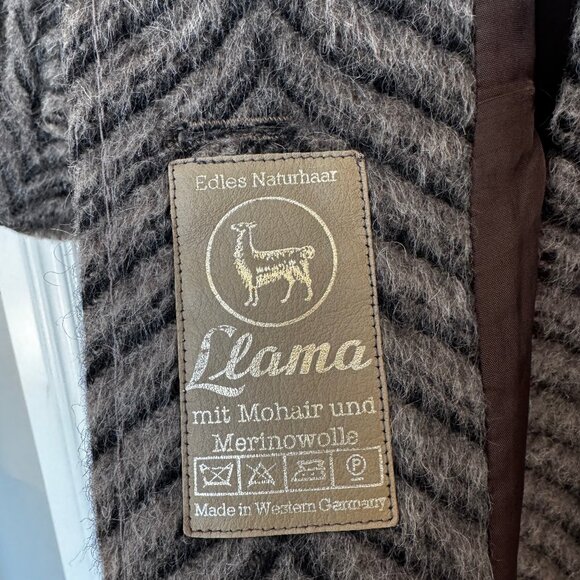 Edles Naturhaar
Llama
mit Mohair und
Merinowolle
P
Made in Western Germany